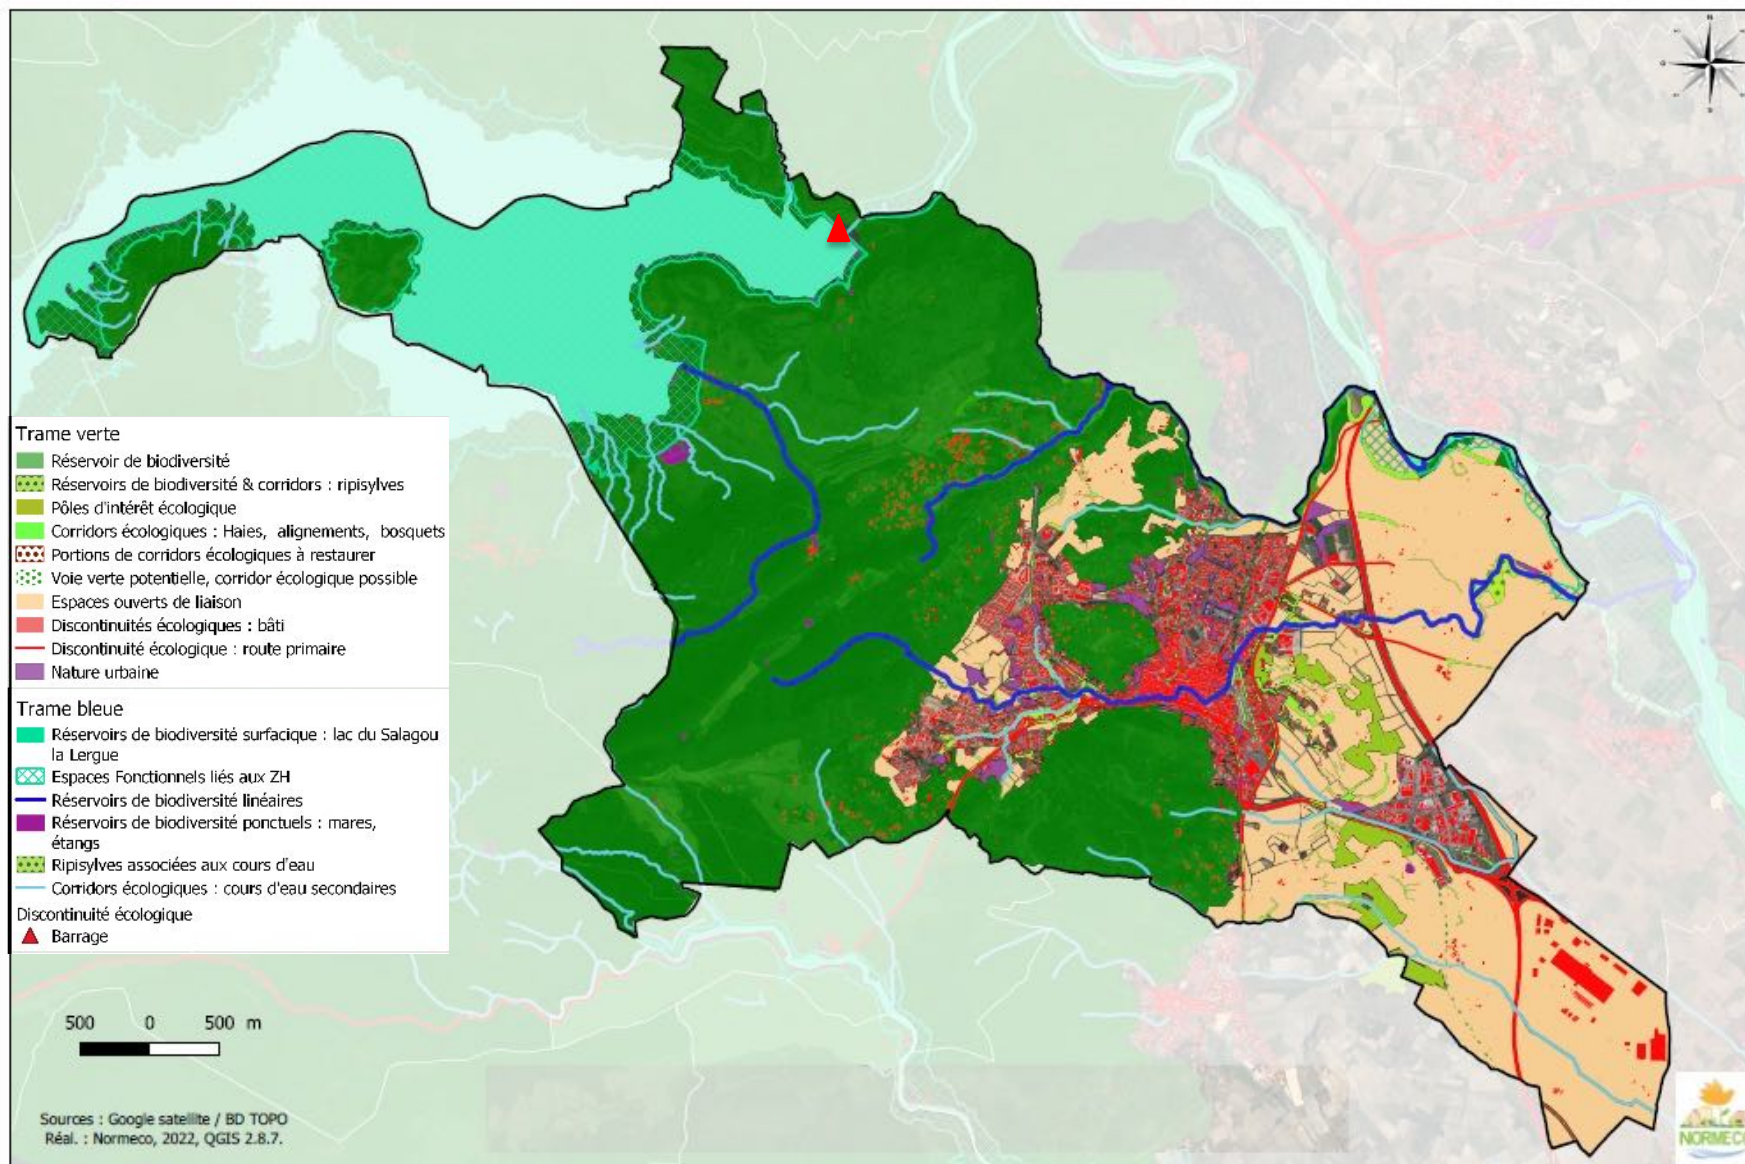 Trame verte
Réservoir de biodiversité
Réservoirs de biodiversité & corridors : ripisylves
Pôles d'intérêt écologique
Corridors écologiques : Haies, alignements, bosquets
Portions de corridors écologiques à restaurer
Voie verte potentielle, corridor écologique possible
Espaces ouverts de liaison
Discontinuités écologiques : bâti
Discontinuité écologique : route primaire
Nature urbaine
Trame bleue
Réservoirs de biodiversité surfacique : lac du Salagou
la Lergue
Espaces Fonctionnels liés aux ZH
Réservoirs de biodiversité linéaires
Réservoirs de biodiversité ponctuels : mares,
étangs
Ripisylves associées aux cours d'eau
Corridors écologiques : cours d'eau secondaires
Discontinuité écologique
Barrage
500 0 500 m
Sources : Google satellite / BD TOPO
Réal. : Normeco, 2022, QGIS 2.8.7.
NORMECO